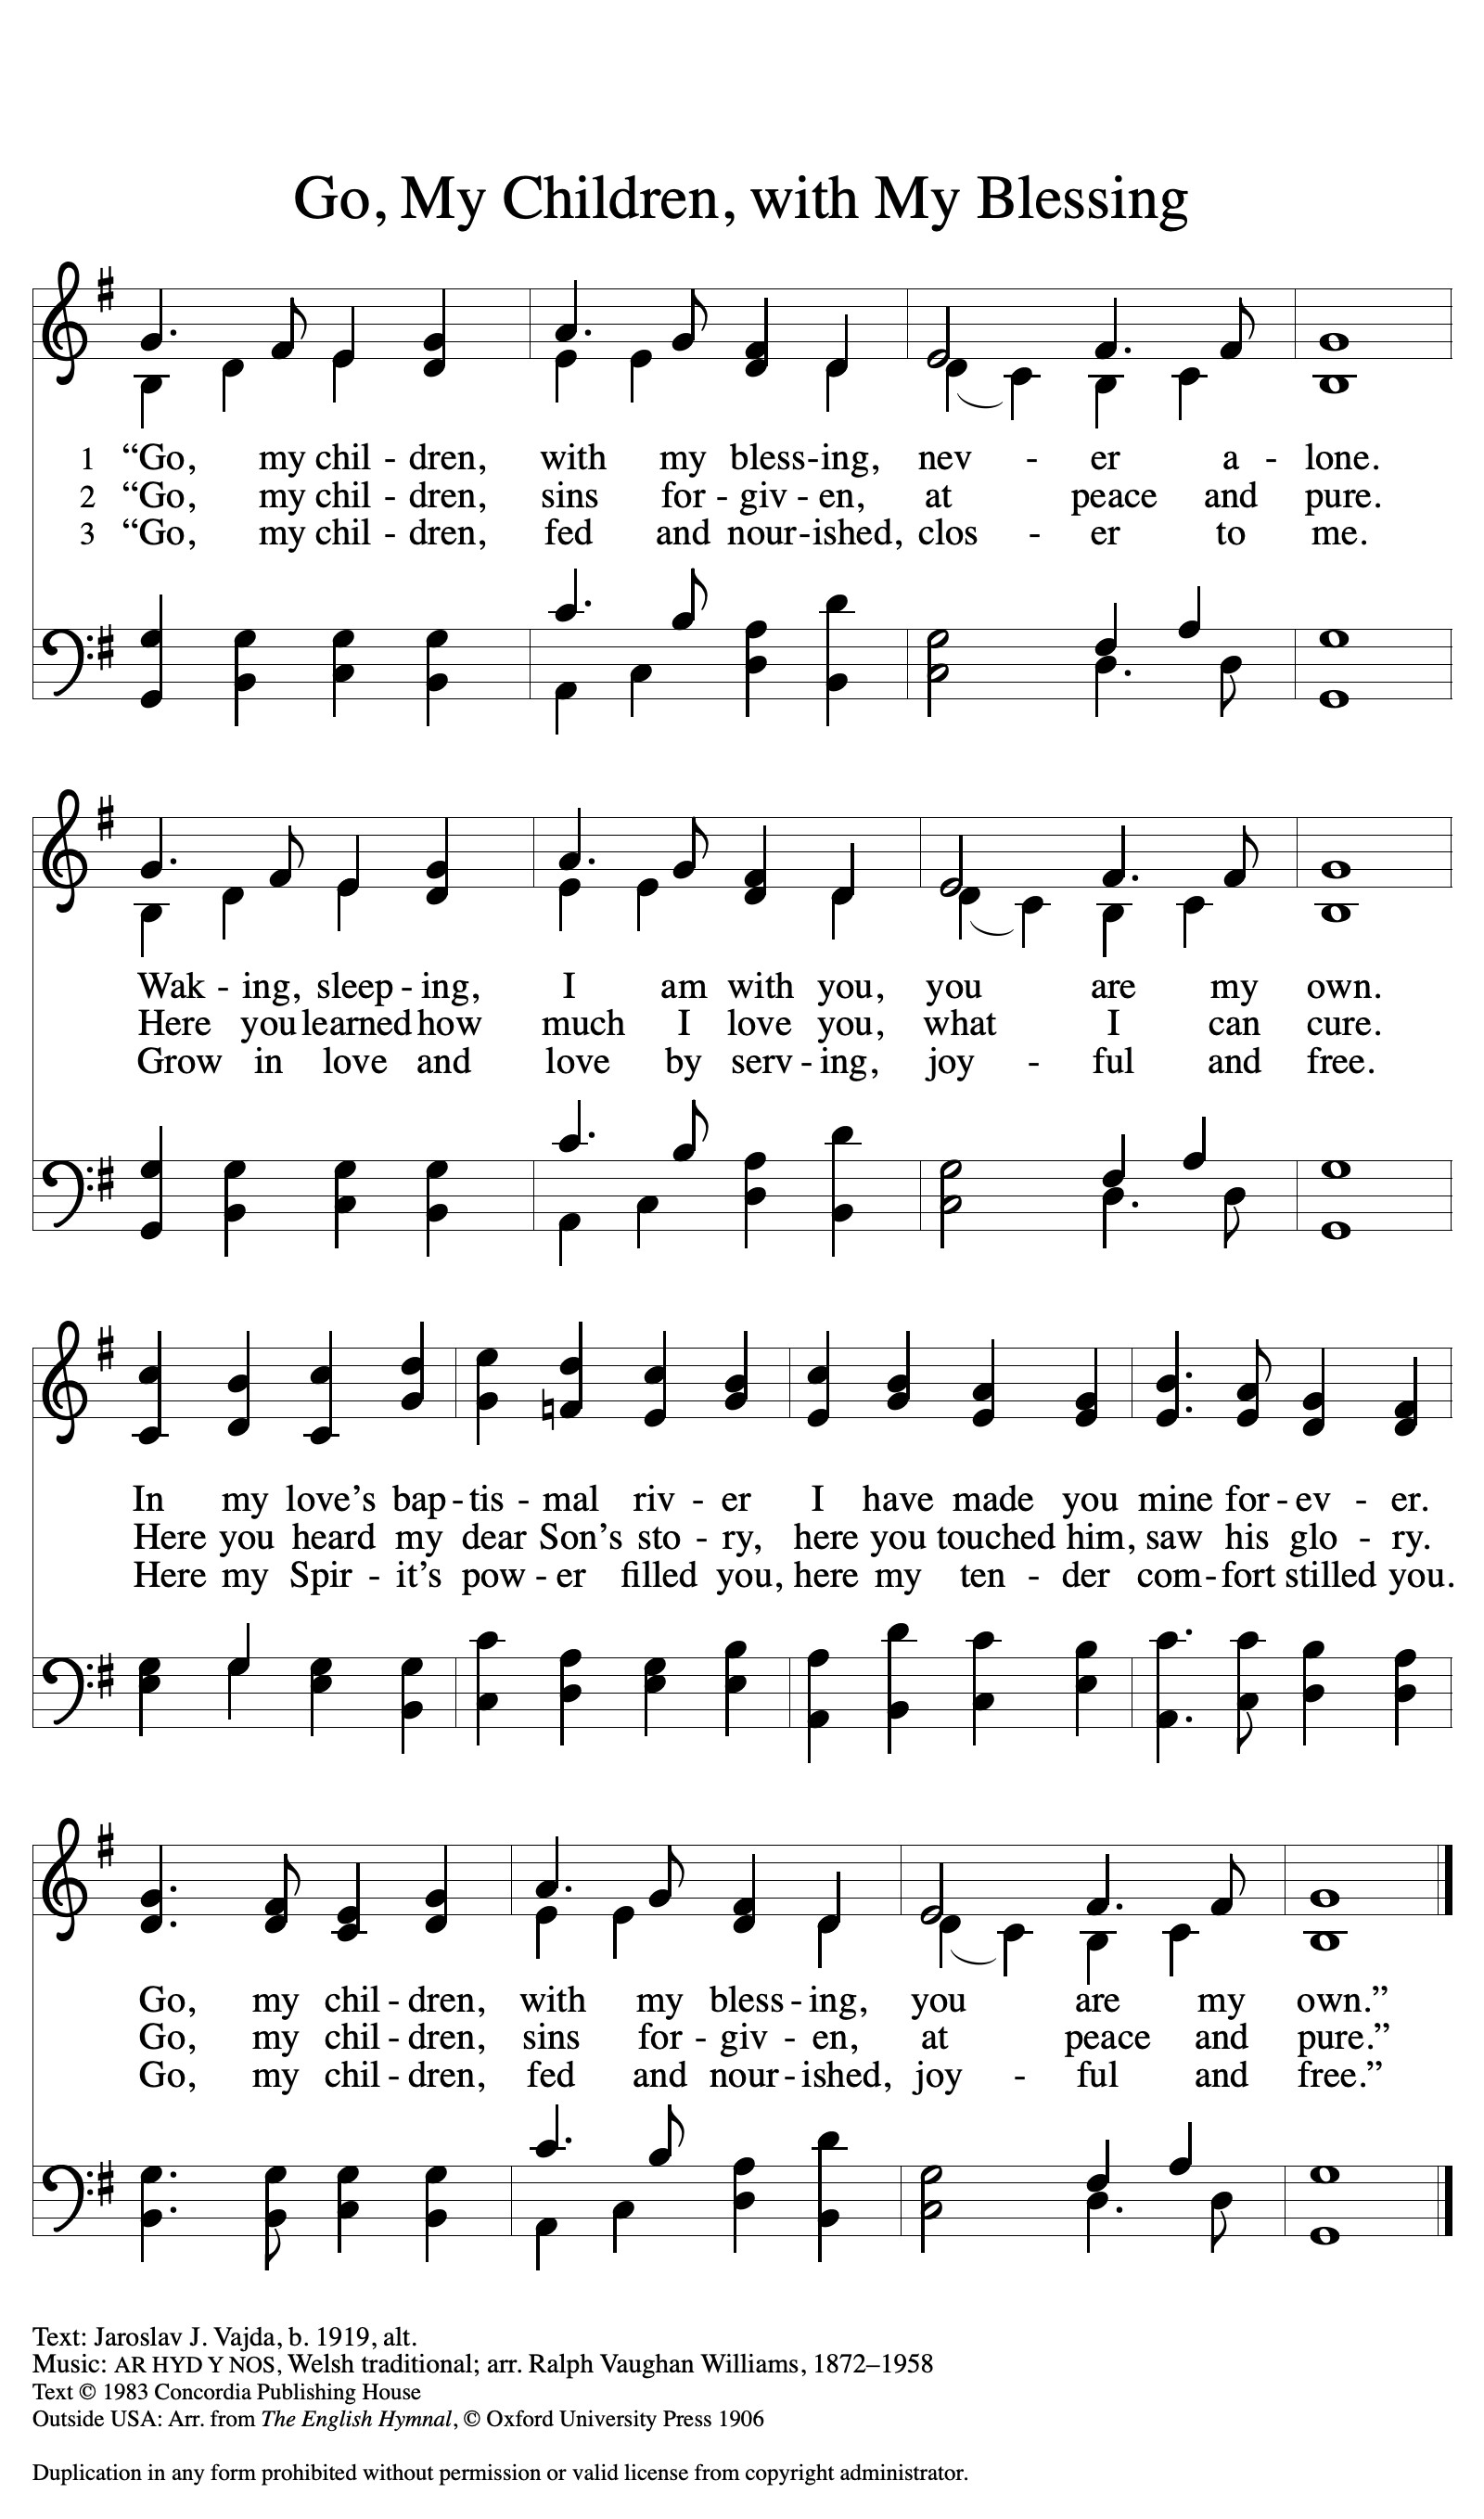 Go, My Children, with My Blessing
1 “Go, my chil - dren, with my bless - ing, nev - er a - lone.
2 “Go, my chil - dren, sins for - giv - en, at peace and pure.
3 “Go, my chil - dren, fed and nour - ished, clos - er to me.
Wak - ing, sleep - ing, I am with you, you are my own.
Here you learned how much I love you, what I can cure.
Grow in love and love by serv - ing, joy - ful and free.
In my love’s bap - tis - mal riv - er I have made you mine for - ev - er.
Here you heard my dear Son’s sto - ry, here you touched him, saw his glo - ry.
Here my Spir - it’s pow - er filled you, here my ten - der com - fort stilled you.
Go, my chil - dren, with my bless - ing, you are my own.”
Go, my chil - dren, sins for - giv - en, at peace and pure.”
Go, my chil - dren, fed and nour - ished, joy - ful and free.”
Text: Jaroslav J. Vajda, b. 1919, alt.
Music: AR HYD Y NOS, Welsh traditional; arr. Ralph Vaughan Williams, 1872–1958
Text © 1983 Concordia Publishing House
Outside USA: Arr. from The English Hymnal, © Oxford University Press 1906
Duplication in any form prohibited without permission or valid license from copyright administrator.